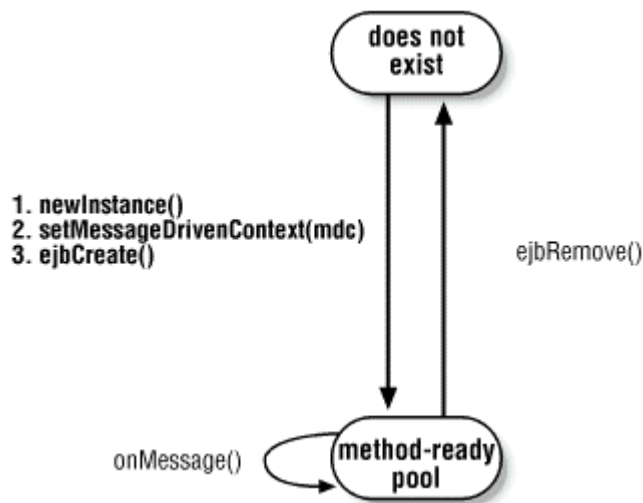 does not
exist
1. newInstance()
2. setMessageDrivenContext(mdc)
3. ejbCreate()
ejbRemove()
onMessage()
method-ready
pool